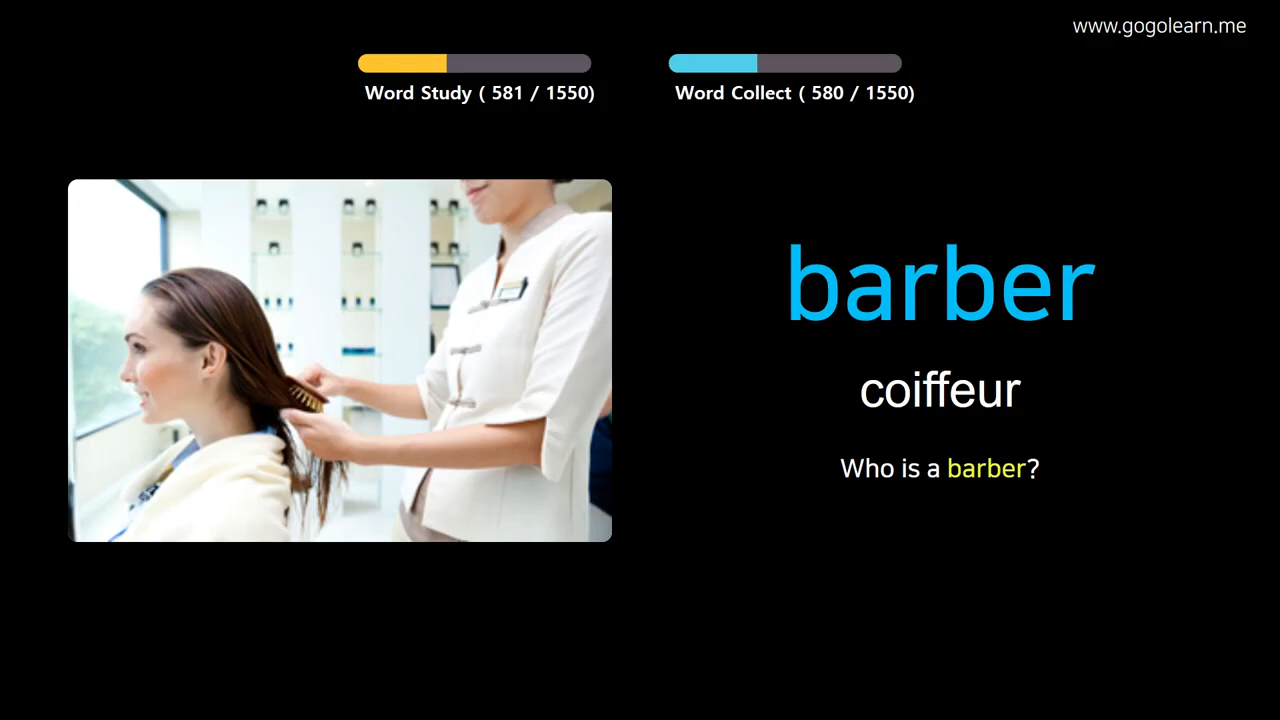 www.gogolearn.me
Word Study ( 581 / 1550)
Word Collect ( 580 / 1550)
barber
coiffeur
Who is a barber?